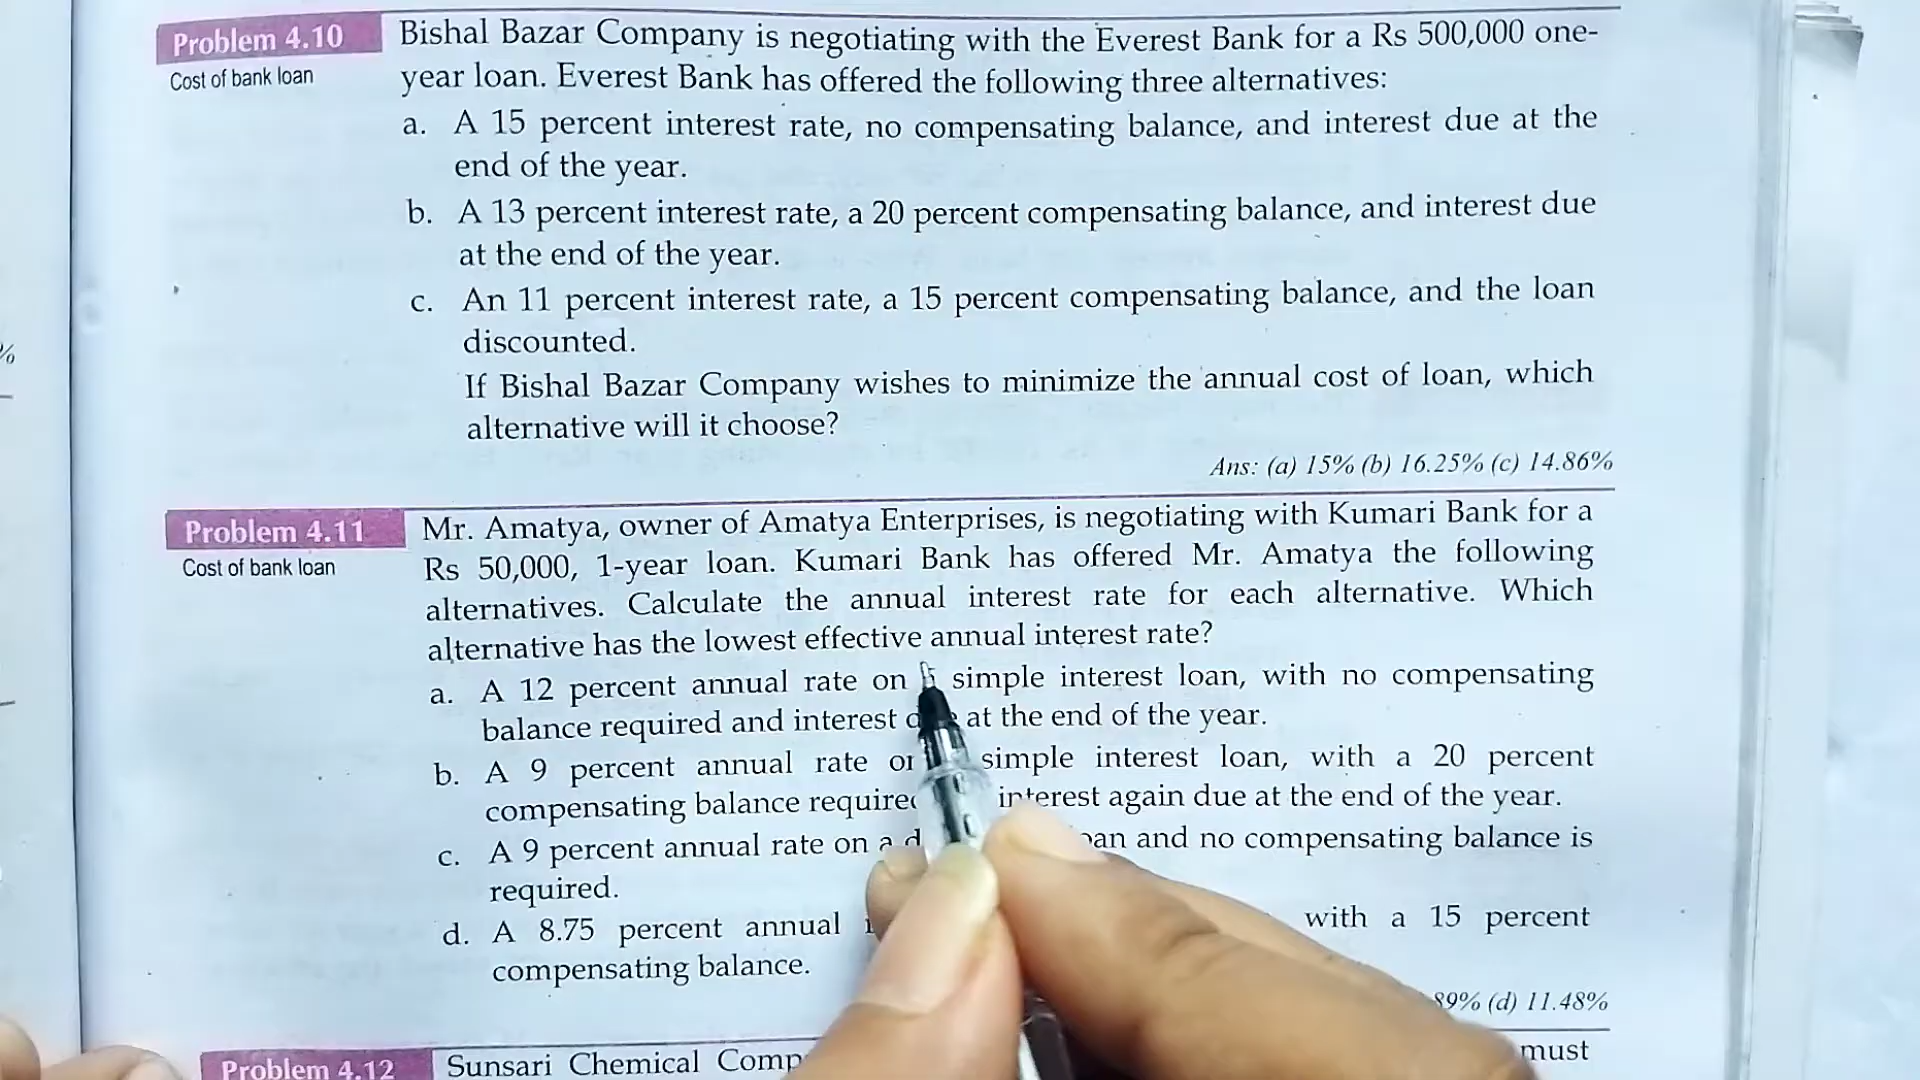 %
Problem 4.10
Cost of bank loan
Bishal Bazar Company is negotiating with the Everest Bank for a Rs 500,000 one-
year loan. Everest Bank has offered the following three alternatives:
a. A 15 percent interest rate, no compensating balance, and interest due at the
end of the year.
b. A 13 percent interest rate, a 20 percent compensating balance, and interest due
at the end of the year.
c. An 11 percent interest rate, a 15 percent compensating balance, and the loan
discounted.
If Bishal Bazar Company wishes to minimize the annual cost of loan, which
alternative will it choose?
Ans: (a) 15% (b) 16.25% (c) 14.86%
Problem 4.11
Cost of bank loan
Mr. Amatya, owner of Amatya Enterprises, is negotiating with Kumari Bank for a
Rs 50,000, 1-year loan. Kumari Bank has offered Mr. Amatya the following
alternatives. Calculate the annual interest rate for each alternative. Which
alternative has the lowest effective annual interest rate?
a. A 12 percent annual rate on simple interest loan, with no compensating
balance required and interest at the end of the year.
b. A 9 percent annual rate simple interest loan, with a 20 percent
compensating balance interest again due at the end of the year.
c. A 9 percent annual rate on a and no compensating balance is
required.
d. A 8.75 percent annual with a 15 percent
compensating balance.
89% (d) 11.48%
Problem 4.12
Sunsari Chemical must